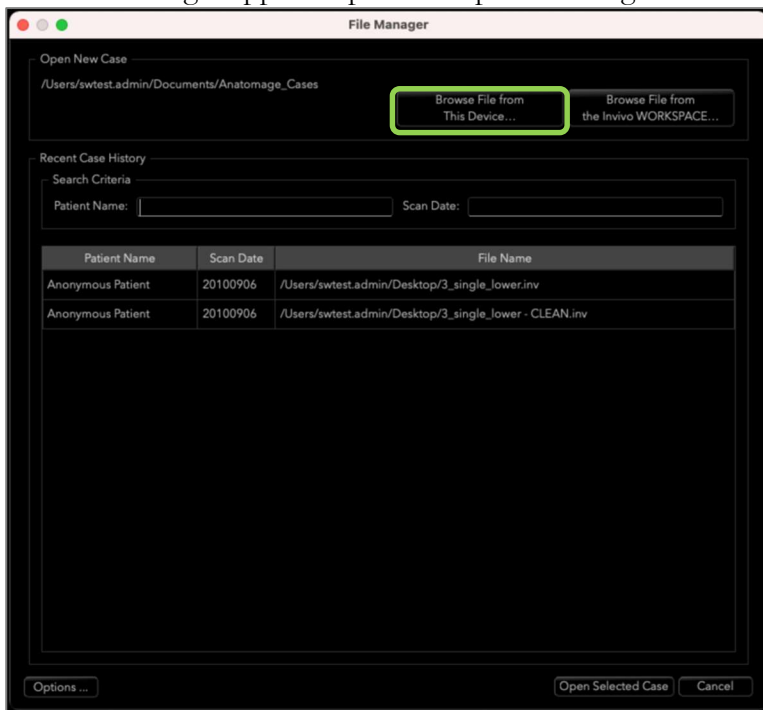 File Manager
Open New Case
/Users/swtest.admin/Documents/Anatomage_Cases
Browse File from
This Device...
Browse File from
the Invivo WORKSPACE...
Recent Case History
Search Criteria
Patient Name:
Scan Date:
Patient Name Scan Date File Name
Anonymous Patient 20100906 /Users/swtest.admin/Desktop/3_single_lower.inv
Anonymous Patient 20100906 /Users/swtest.admin/Desktop/3_single_lower - CLEAN.inv
Options ...
Open Selected Case
Cancel